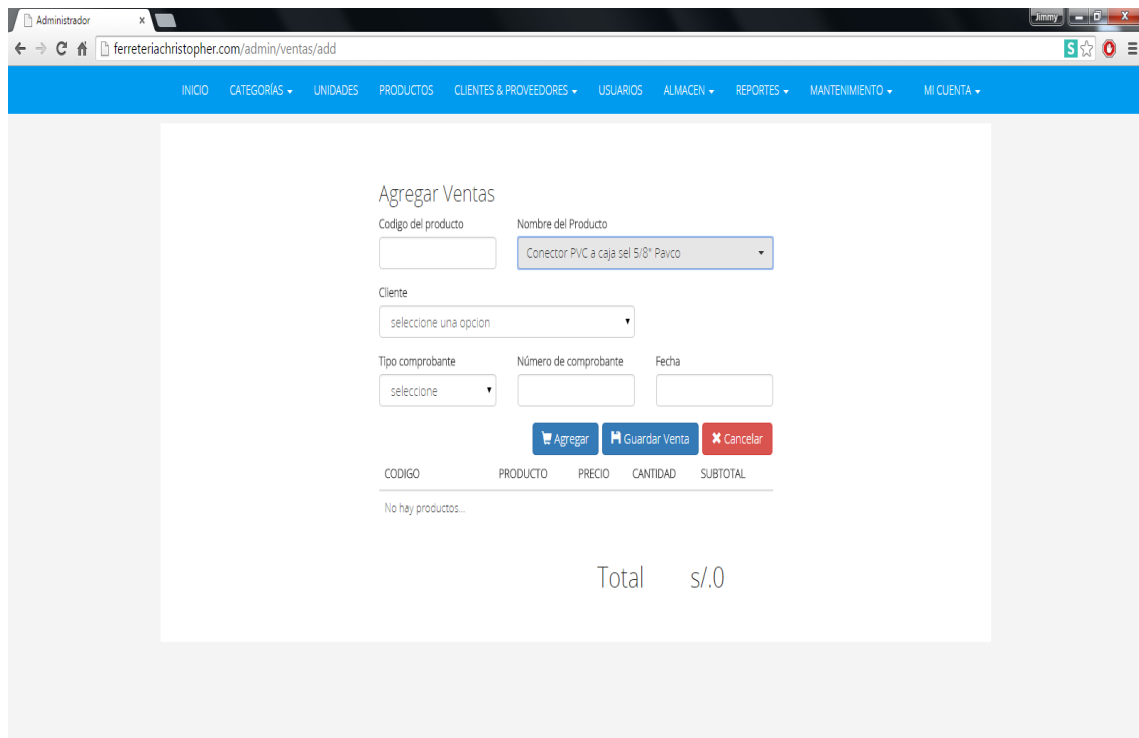 Administrador
Jimmy
ferreteriachristopher.com/admin/ventas/add
INICIO CATEGORÍAS UNIDADES PRODUCTOS CLIENTES & PROVEEDORES USUARIOS ALMACEN REPORTES MANTENIMIENTO MI CUENTA
Agregar Ventas
Codigo del producto Nombre del Producto
Conector PVC a caja sel 5/8" Pavco
Cliente
seleccione una opcion
Tipo comprobante Número de comprobante Fecha
seleccione
Agregar Guardar Venta Cancelar
CODIGO PRODUCTO PRECIO CANTIDAD SUBTOTAL
No hay productos...
Total s/.0